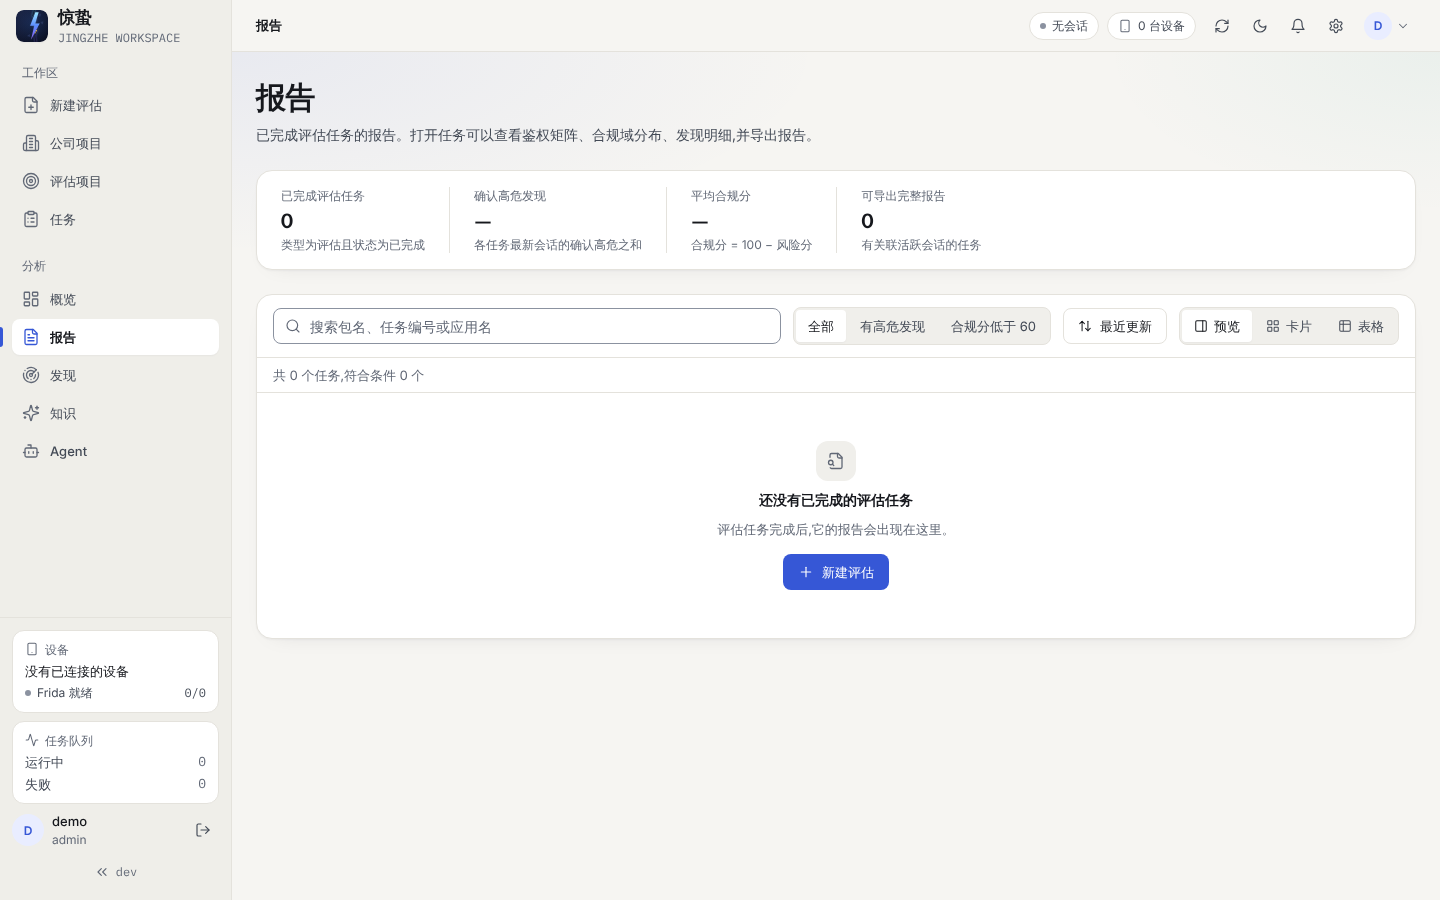 惊蛰
JINGZHE WORKSPACE
工作区
新建评估
公司项目
评估项目
任务
分析
概览
报告
发现
知识
Agent
设备
没有已连接的设备
Frida 就绪 0/0
任务队列
运行中 0
失败 0
D
demo
admin
dev
报告
无会话
0 台设备
D
报告
已完成评估任务的报告。打开任务可以查看鉴权矩阵、合规域分布、发现明细,并导出报告。
已完成评估任务
0
类型为评估且状态为已完成
确认高危发现
—
各任务最新会话的确认高危之和
平均合规分
—
合规分 = 100 − 风险分
可导出完整报告
0
有关联活跃会话的任务
搜索包名、任务编号或应用名
全部 有高危发现 合规分低于 60
最近更新
预览 卡片 表格
共 0 个任务,符合条件 0 个
还没有已完成的评估任务
评估任务完成后,它的报告会出现在这里。
新建评估